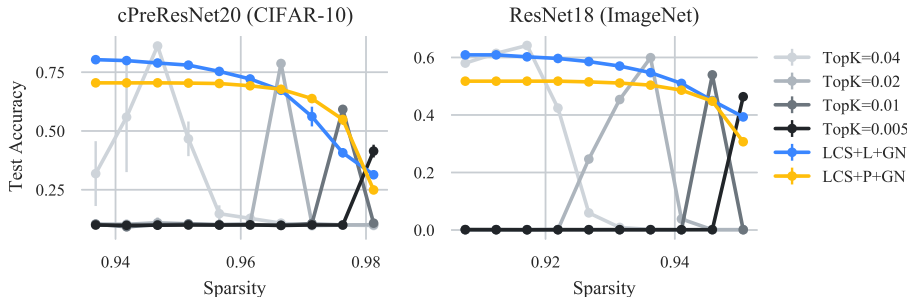 cPreResNet20 (CIFAR-10)
ResNet18 (ImageNet)
Test Accuracy
0.75
0.50
0.25
0.94
0.96
0.98
Sparsity
0.6
0.4
0.2
0.0
0.92
0.94
Sparsity
TopK=0.04
TopK=0.02
TopK=0.01
TopK=0.005
LCS+L+GN
LCS+P+GN